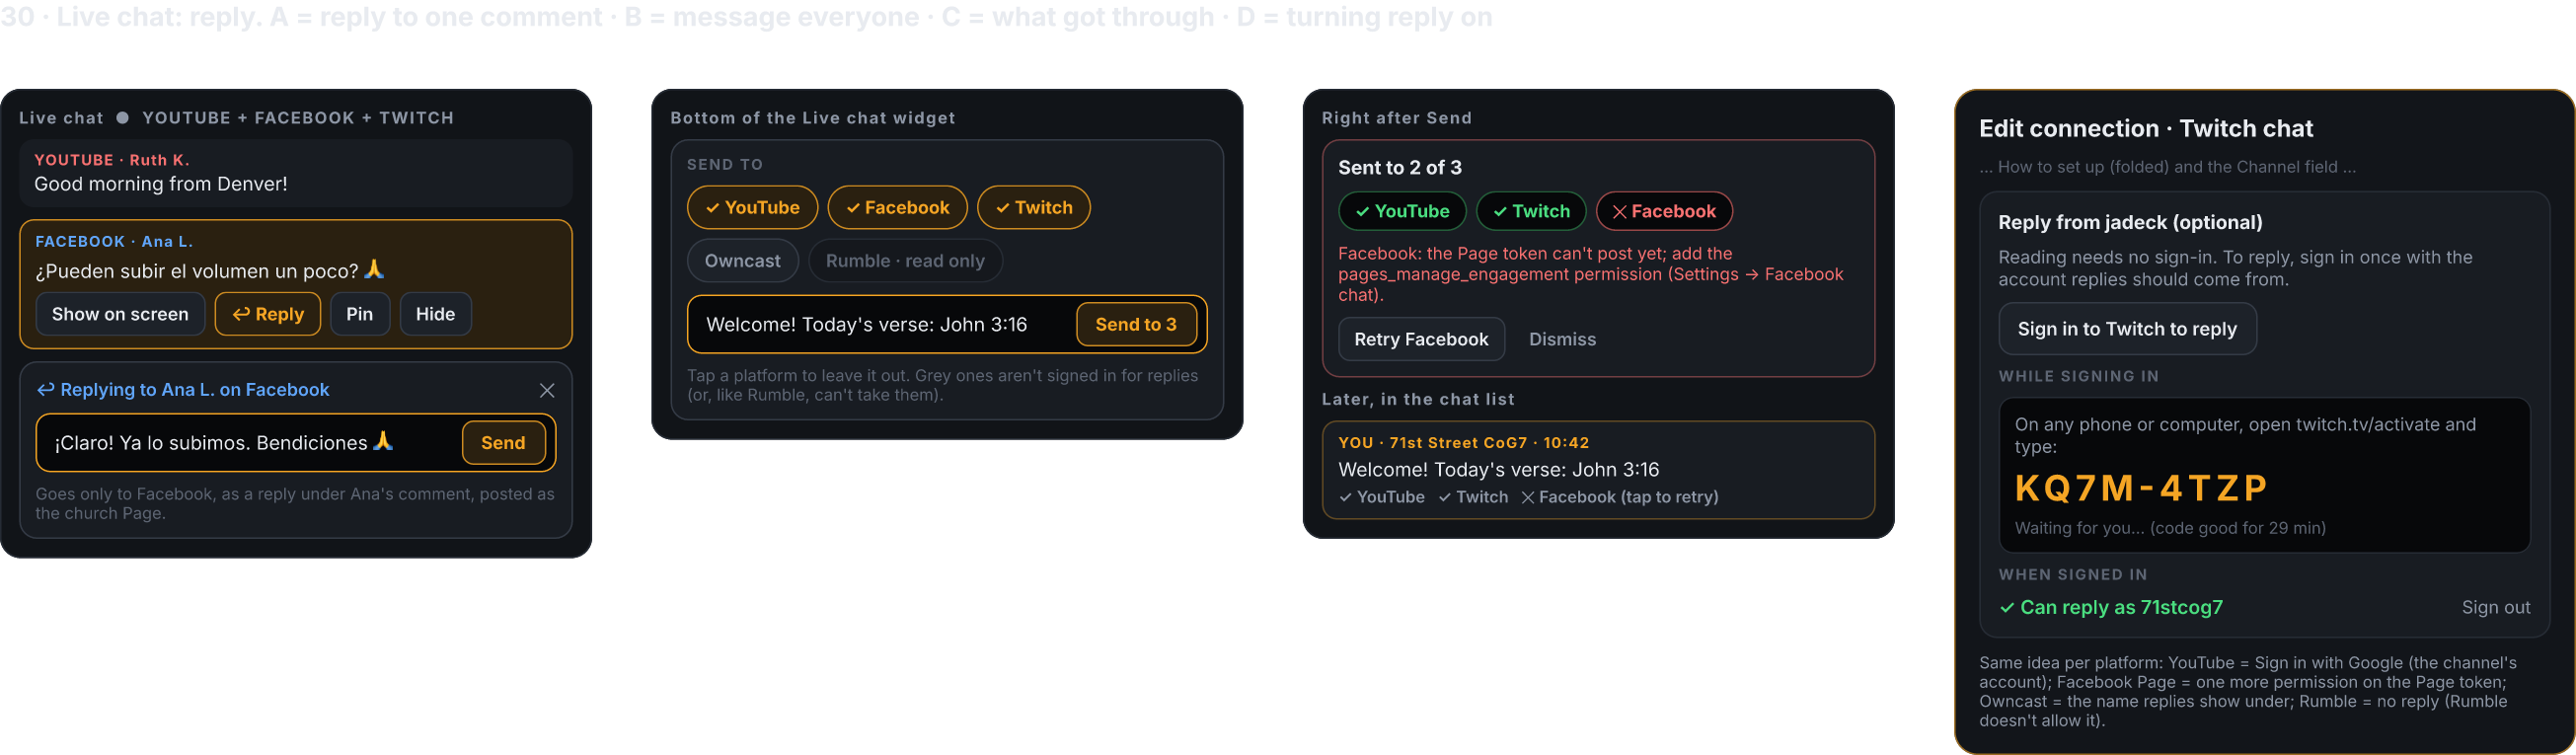 30 · Live chat: reply. A = reply to one comment · B = message everyone · C = what got through · D = turning reply on
Live chat ● YOUTUBE + FACEBOOK + TWITCH
YOUTUBE · Ruth K.
Good morning from Denver!
FACEBOOK · Ana L.
¿Pueden subir el volumen un poco? 🙏
Show on screen
↩ Reply
Pin
Hide
↩ Replying to Ana L. on Facebook
¡Claro! Ya lo subimos. Bendiciones 🙏
Send
Goes only to Facebook, as a reply under Ana's comment, posted as
the church Page.
Bottom of the Live chat widget
SEND TO
✓ YouTube
✓ Facebook
✓ Twitch
Owncast
Rumble · read only
Welcome! Today's verse: John 3:16
Send to 3
Tap a platform to leave it out. Grey ones aren't signed in for replies
(or, like Rumble, can't take them).
Right after Send
Sent to 2 of 3
✓ YouTube
✓ Twitch
✕ Facebook
Facebook: the Page token can't post yet; add the
pages_manage_engagement permission (Settings → Facebook
chat).
Retry Facebook
Dismiss
Later, in the chat list
YOU · 71st Street CoG7 · 10:42
Welcome! Today's verse: John 3:16
✓ YouTube ✓ Twitch ✕ Facebook (tap to retry)
Edit connection · Twitch chat
... How to set up (folded) and the Channel field ...
Reply from jadeck (optional)
Reading needs no sign-in. To reply, sign in once with the
account replies should come from.
Sign in to Twitch to reply
WHILE SIGNING IN
On any phone or computer, open twitch.tv/activate and
type:
KQ7M-4TZP
Waiting for you... (code good for 29 min)
WHEN SIGNED IN
✓ Can reply as 71stcog7
Sign out
Same idea per platform: YouTube = Sign in with Google (the channel's
account); Facebook Page = one more permission on the Page token;
Owncast = the name replies show under; Rumble = no reply (Rumble
doesn't allow it).